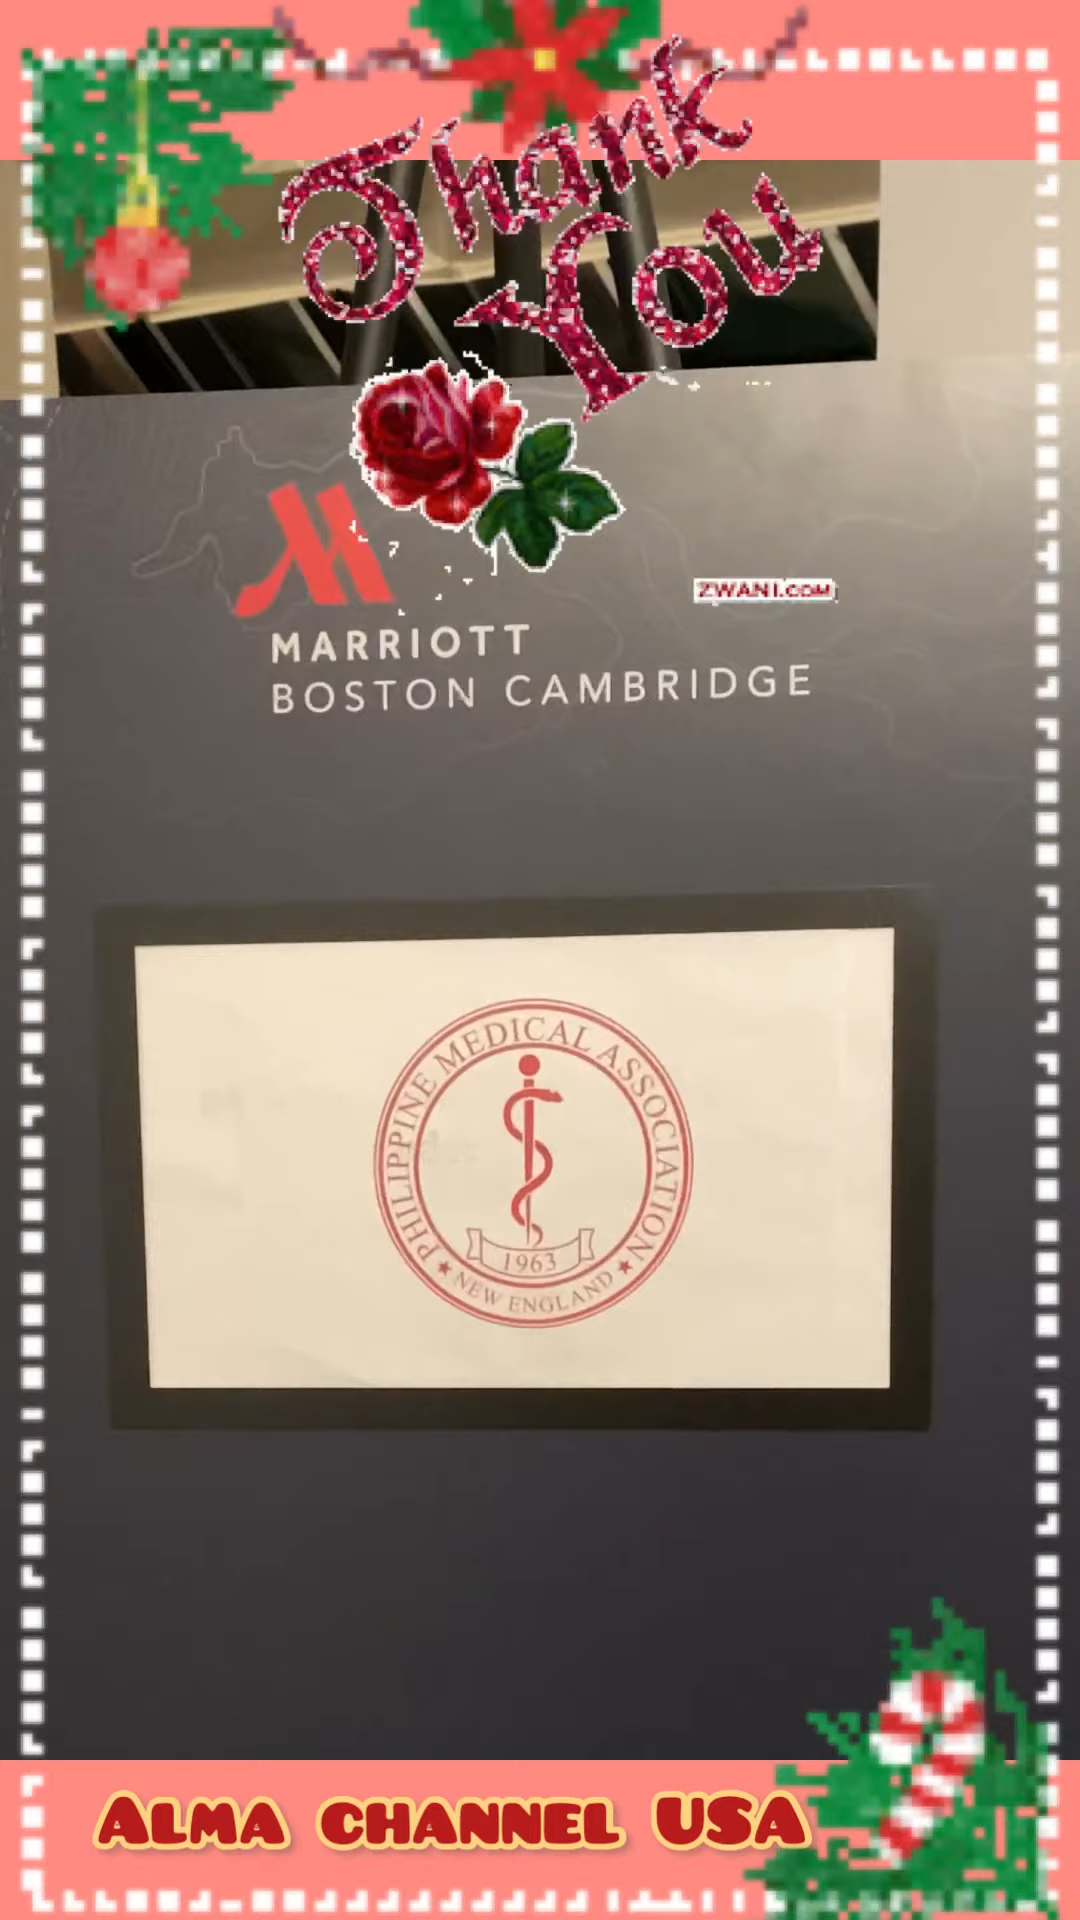 Thank
You
ZWANI.COM
MARRIOTT
BOSTON CAMBRIDGE
PHILIPPINE MEDICAL ASSOCIATION
1963
★ NEW ENGLAND ★
ALMA CHANNEL USA